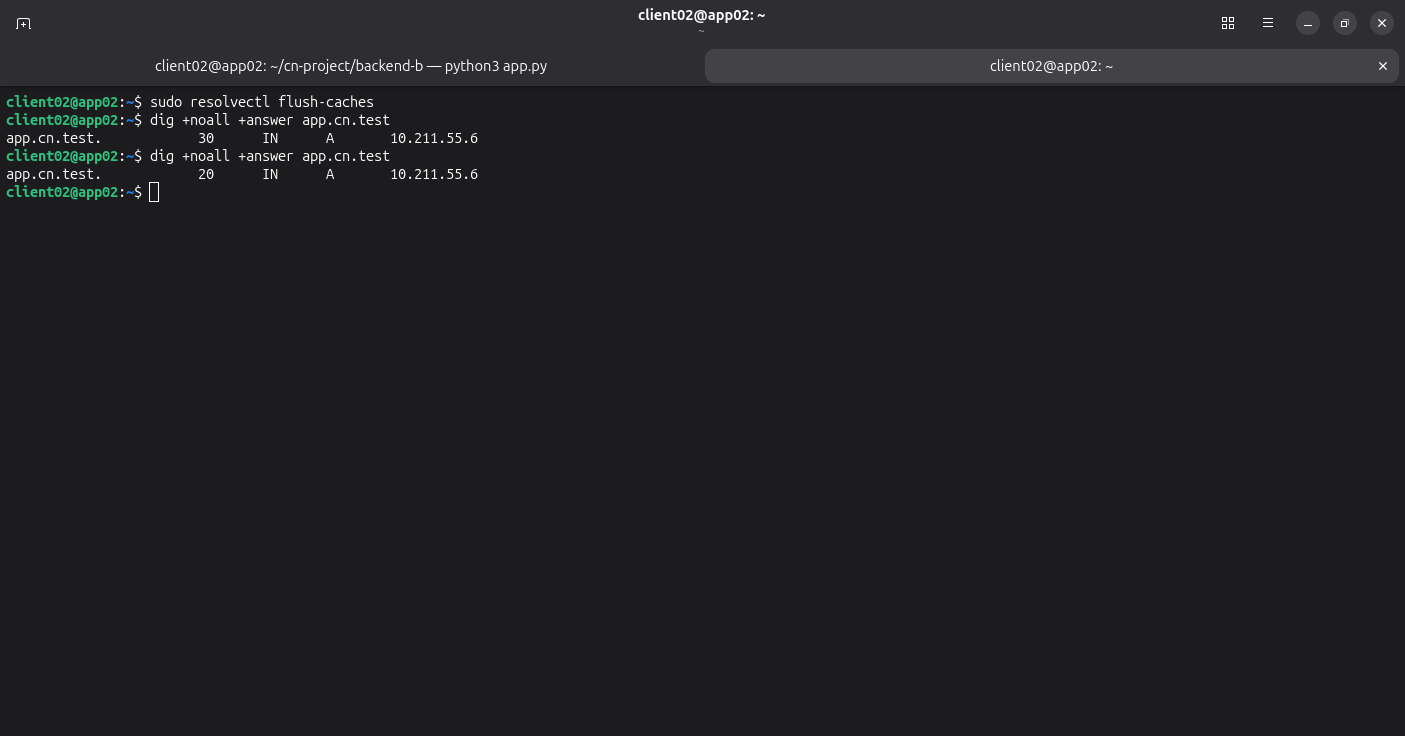 client02@app02: ~
~
client02@app02: ~/cn-project/backend-b — python3 app.py
client02@app02: ~
client02@app02:~$ sudo resolvectl flush-caches
client02@app02:~$ dig +noall +answer app.cn.test
app.cn.test.            30      IN      A       10.211.55.6
client02@app02:~$ dig +noall +answer app.cn.test
app.cn.test.            20      IN      A       10.211.55.6
client02@app02:~$